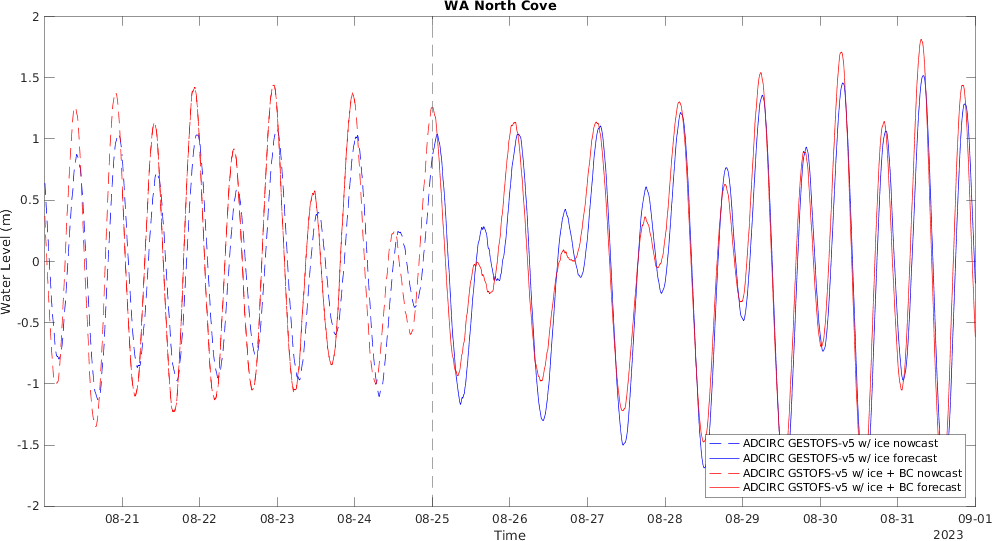 WA North Cove
2
1.5
1
0.5
0
-0.5
-1
-1.5
-2
Water Level (m)
ADCIRC GESTOFS-v5 w/ ice nowcast
ADCIRC GESTOFS-v5 w/ ice forecast
ADCIRC GSTOFS-v5 w/ ice + BC nowcast
ADCIRC GSTOFS-v5 w/ ice + BC forecast
08-21 08-22 08-23 08-24 08-25 08-26 08-27 08-28 08-29 08-30 08-31 09-01
Time
2023